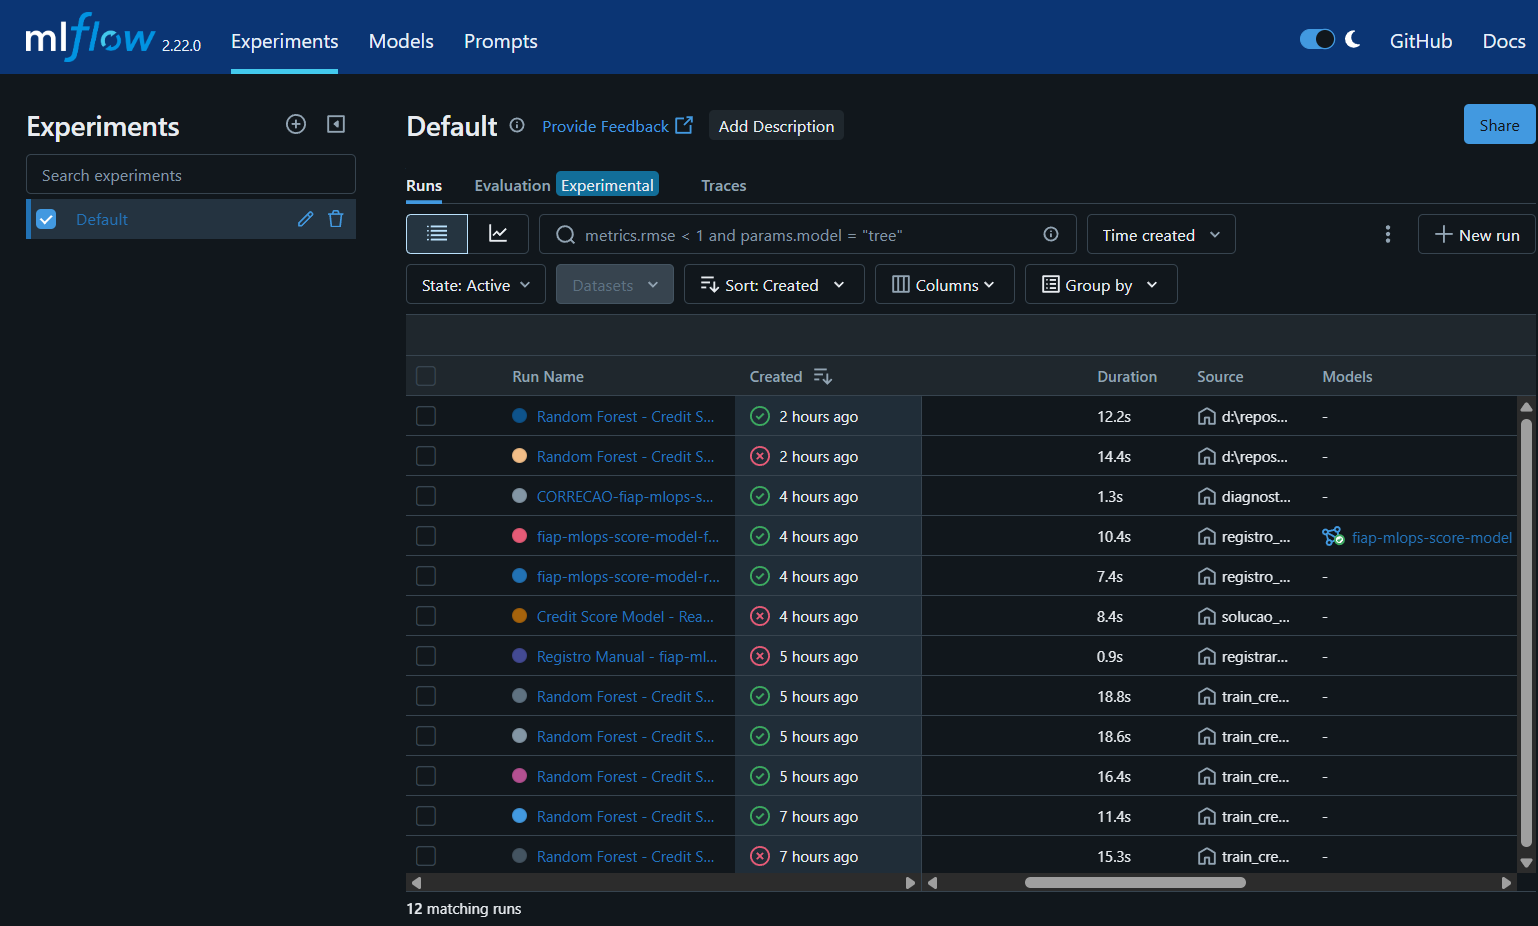 mlflow 2.22.0 Experiments Models Prompts GitHub Docs
Experiments
Search experiments
Default
Default Provide Feedback Add Description Share
Runs Evaluation Experimental Traces
metrics.rmse < 1 and params.model = "tree" Time created New run
State: Active Datasets Sort: Created Columns Group by
Run Name Created Duration Source Models
Random Forest - Credit S... 2 hours ago 12.2s d:\repos... -
Random Forest - Credit S... 2 hours ago 14.4s d:\repos... -
CORRECAO-fiap-mlops-s... 4 hours ago 1.3s diagnost... -
fiap-mlops-score-model-f... 4 hours ago 10.4s registro_... fiap-mlops-score-model
fiap-mlops-score-model-r... 4 hours ago 7.4s registro_... -
Credit Score Model - Rea... 4 hours ago 8.4s solucao_... -
Registro Manual - fiap-ml... 5 hours ago 0.9s registrar... -
Random Forest - Credit S... 5 hours ago 18.8s train_cre... -
Random Forest - Credit S... 5 hours ago 18.6s train_cre... -
Random Forest - Credit S... 5 hours ago 16.4s train_cre... -
Random Forest - Credit S... 7 hours ago 11.4s train_cre... -
Random Forest - Credit S... 7 hours ago 15.3s train_cre... -
12 matching runs